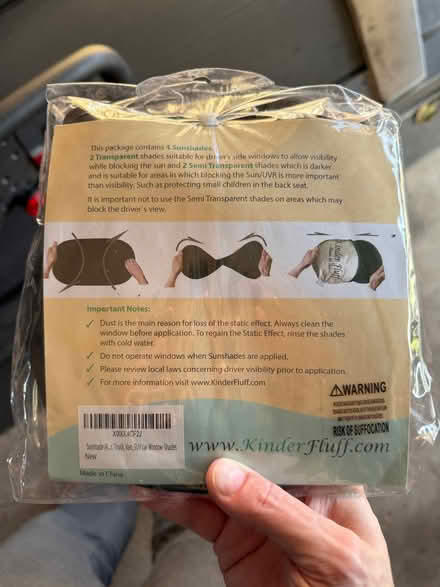 This package contains 4 Sunshades.
2 Transparent shades suitable for driver's side windows to allow visibility
while blocking the sun and 2 Semi Transparent shades which is darker
and is suitable for areas in which blocking the Sun/UVR is more important
than visibility. Such as protecting small children in the back seat.
It is important not to use the Semi Transparent shades on areas which may
block the driver's view.
Kinder Fluff
Important Notes:
✓ Dust is the main reason for loss of the static effect. Always clean the
window before application. To regain the Static Effect, rinse the shades
with cold water.
✓ Do not operate windows when Sunshades are applied.
✓ Please review local laws concerning driver visibility prior to application.
✓ For more information visit www.KinderFluff.com
⚠WARNING
RISK OF SUFFOCATION
Window Shades
New
www.KinderFluff.com
Made in China